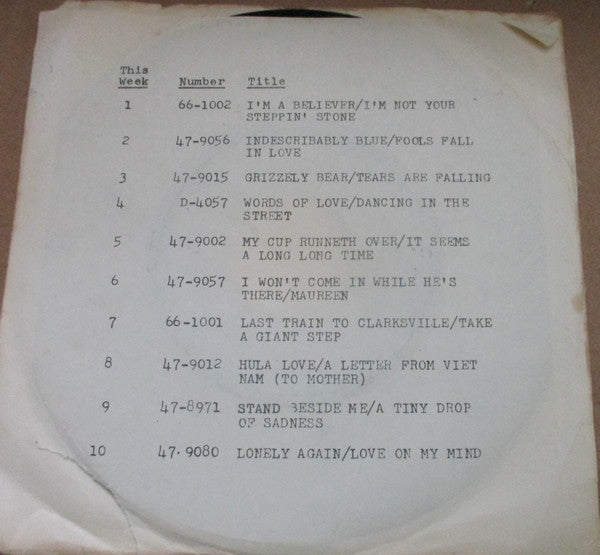 This
Week Number Title
1 66-1002 I'M A BELIEVER/I'M NOT YOUR
STEPPIN' STONE
2 47-9056 INDESCRIBABLY BLUE/FOOLS FALL
IN LOVE
3 47-9015 GRIZZELY BEAR/TEARS ARE FALLING
4 D-4057 WORDS OF LOVE/DANCING IN THE
STREET
5 47-9002 MY CUP RUNNETH OVER/IT SEEMS
A LONG LONG TIME
6 47-9057 I WON'T COME IN WHILE HE'S
THERE/MAUREEN
7 66-1001 LAST TRAIN TO CLARKSVILLE/TAKE
A GIANT STEP
8 47-9012 HULA LOVE/A LETTER FROM VIET
NAM (TO MOTHER)
9 47-8971 STAND BESIDE ME/A TINY DROP
OF SADNESS
10 47-9080 LONELY AGAIN/LOVE ON MY MIND